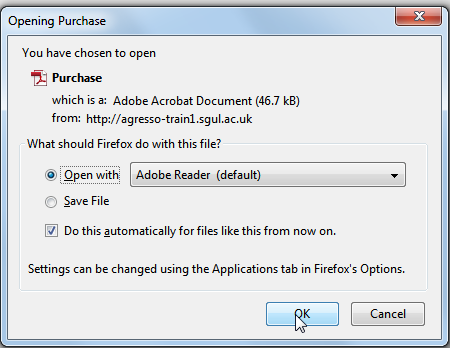 Opening Purchase
You have chosen to open
Purchase
which is a: Adobe Acrobat Document (46.7 kB)
from: http://agresso-train1.sgul.ac.uk
What should Firefox do with this file?
Open with Adobe Reader (default)
Save File
Do this automatically for files like this from now on.
Settings can be changed using the Applications tab in Firefox's Options.
OK Cancel